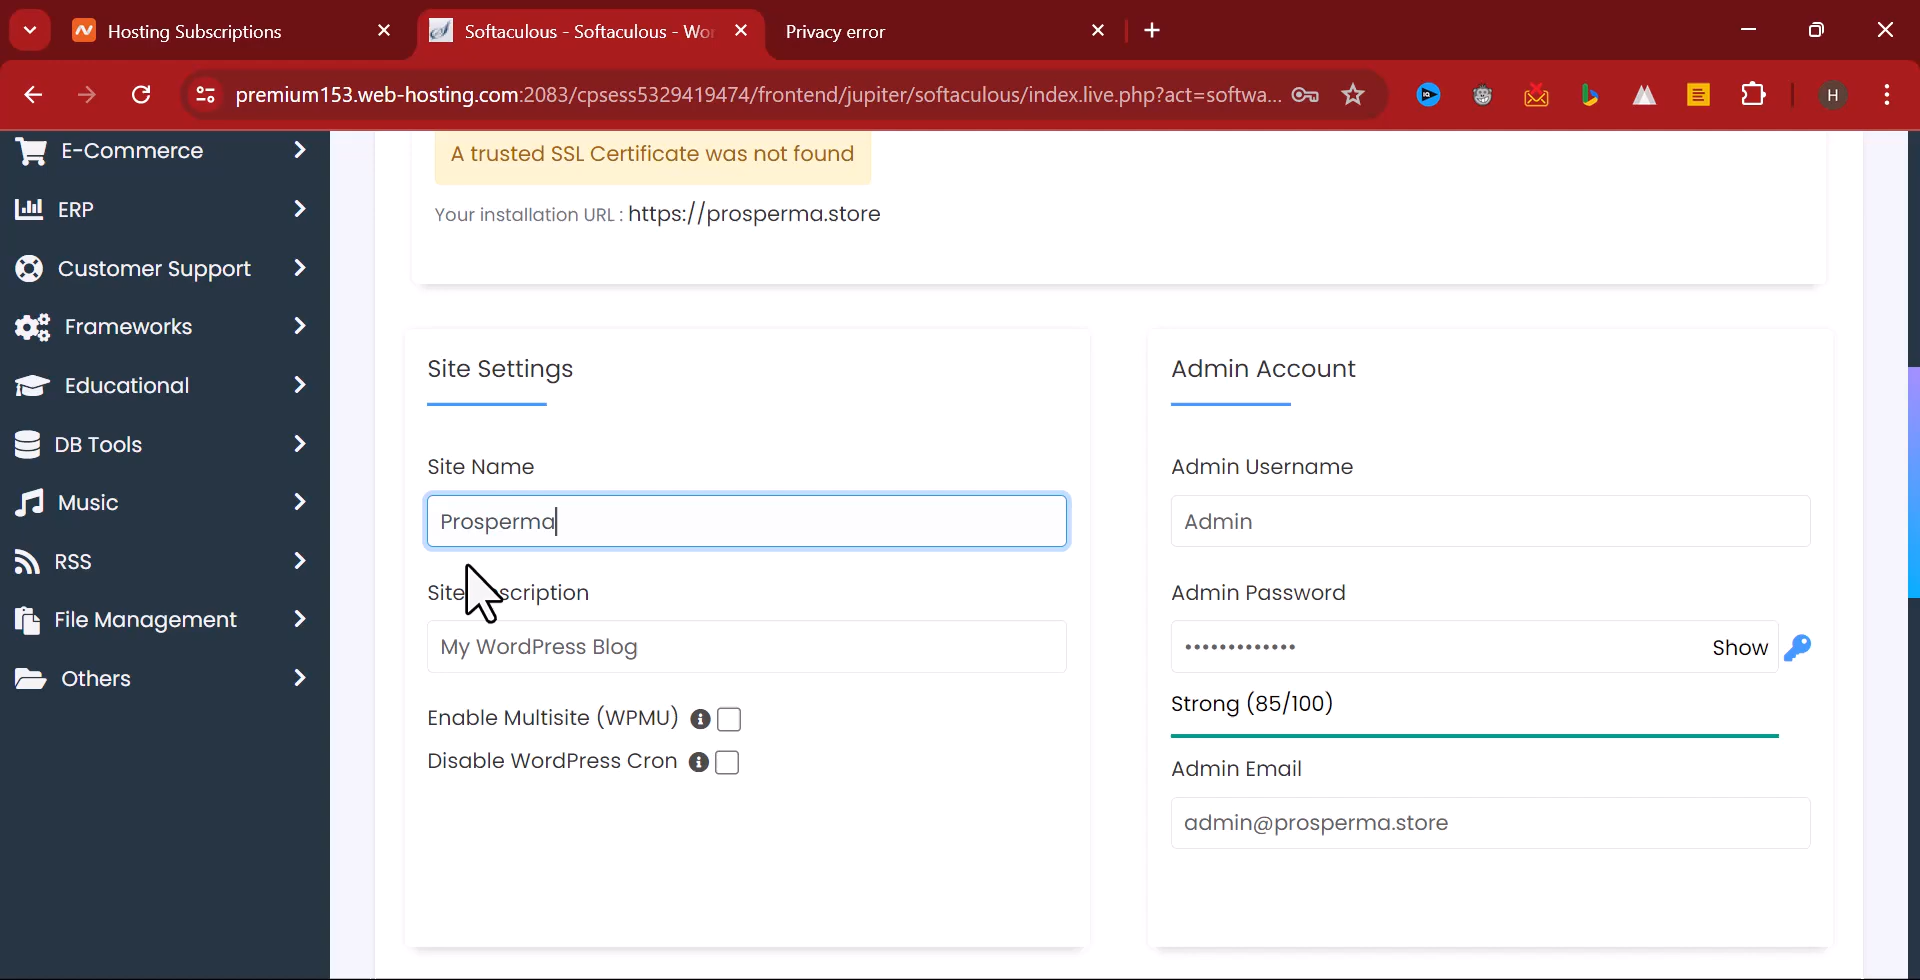 Hosting Subscriptions
Softaculous - Softaculous - Wo
Privacy error
premium153.web-hosting.com:2083/cpsess5329419474/frontend/jupiter/softaculous/index.live.php?act=softwa...
H
E-Commerce
ERP
Customer Support
Frameworks
Educational
DB Tools
Music
RSS
File Management
Others
A trusted SSL Certificate was not found
Your installation URL : https://prosperma.store
Site Settings
Site Name
Prosperma
Site scription
My WordPress Blog
Enable Multisite (WPMU)
Disable WordPress Cron
Admin Account
Admin Username
Admin
Admin Password
•••••••••••••
Show
Strong (85/100)
Admin Email
admin@prosperma.store